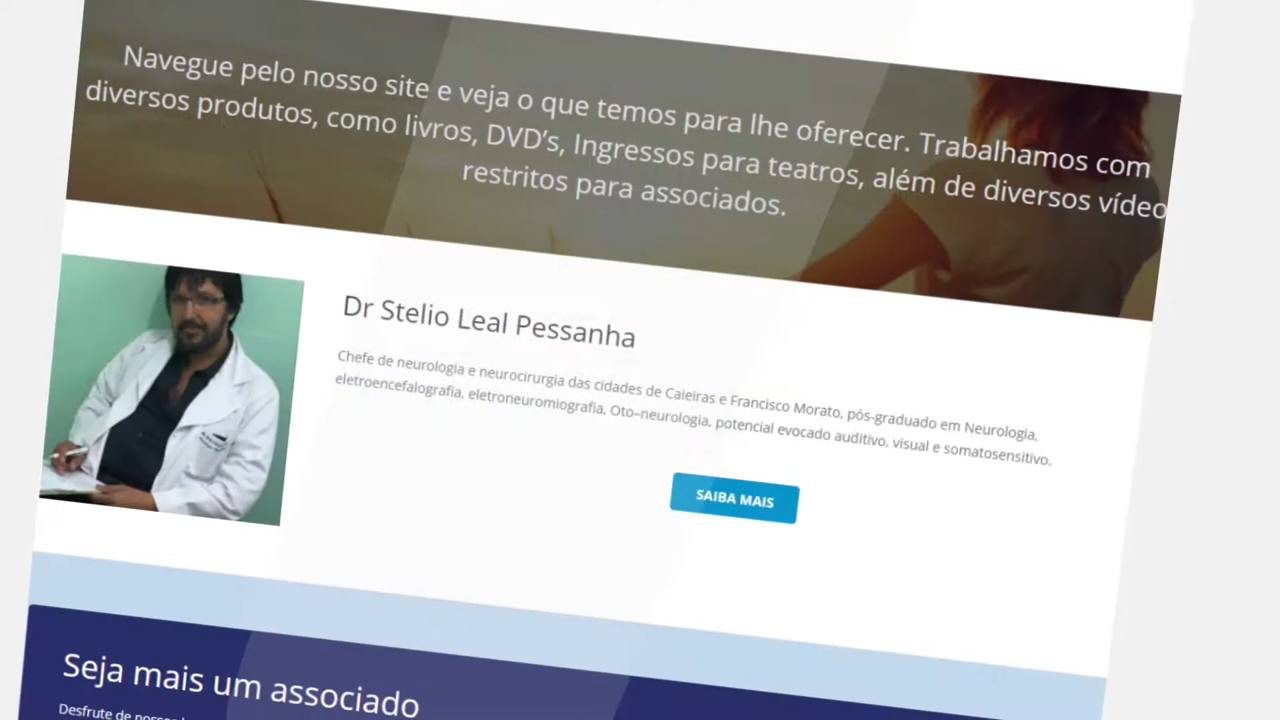 Navegue pelo nosso site e veja o que temos para lhe oferecer. Trabalhamos com
diversos produtos, como livros, DVD’s, Ingressos para teatros, além de diversos vídeo
restritos para associados.
Dr Stelio Leal Pessanha
Chefe de neurologia e neurocirurgia das cidades de Caieiras e Francisco Morato, pós-graduado em Neurologia,
eletroencefalografia, eletroneuromiografia, Oto–neurologia, potencial evocado auditivo, visual e somatosensitivo.
SAIBA MAIS
Seja mais um associado
Desfrute de